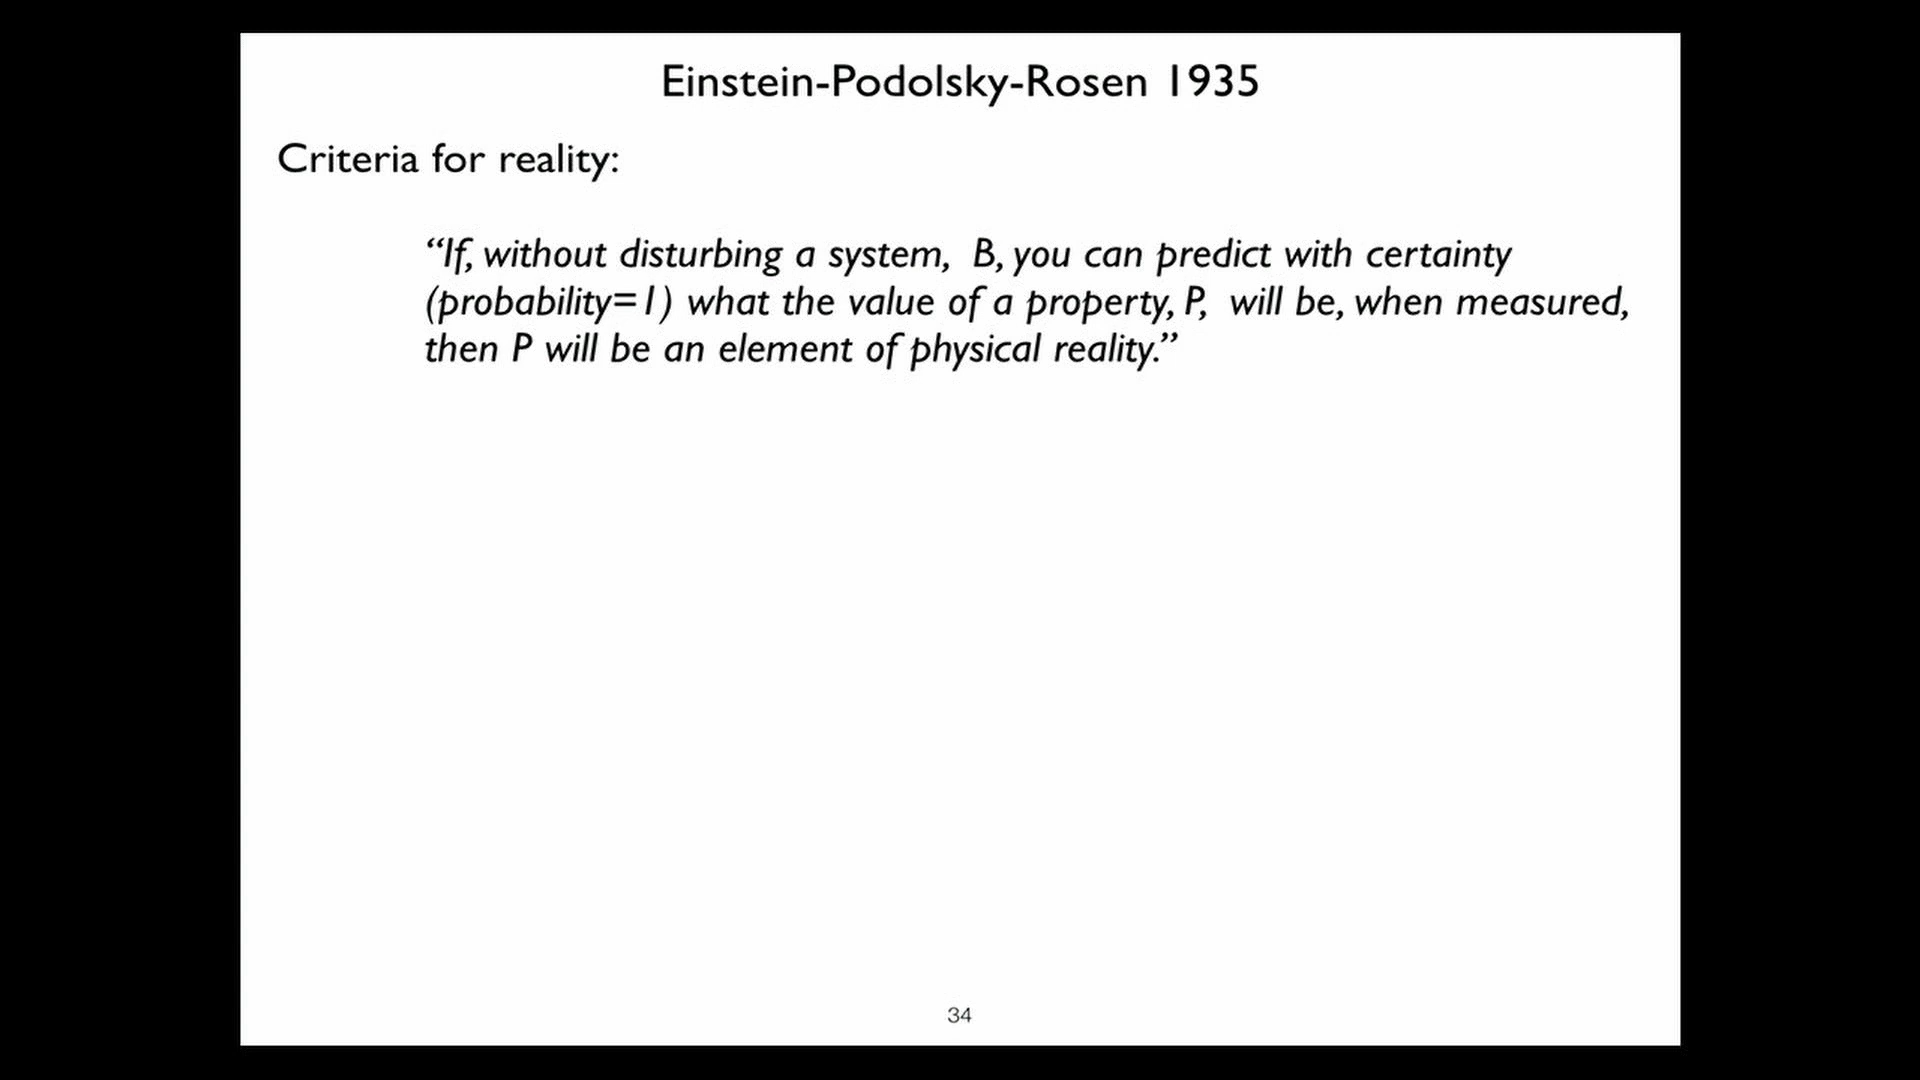 Einstein-Podolsky-Rosen 1935
Criteria for reality:
“If, without disturbing a system, B, you can predict with certainty
(probability=1) what the value of a property, P, will be, when measured,
then P will be an element of physical reality.”
34